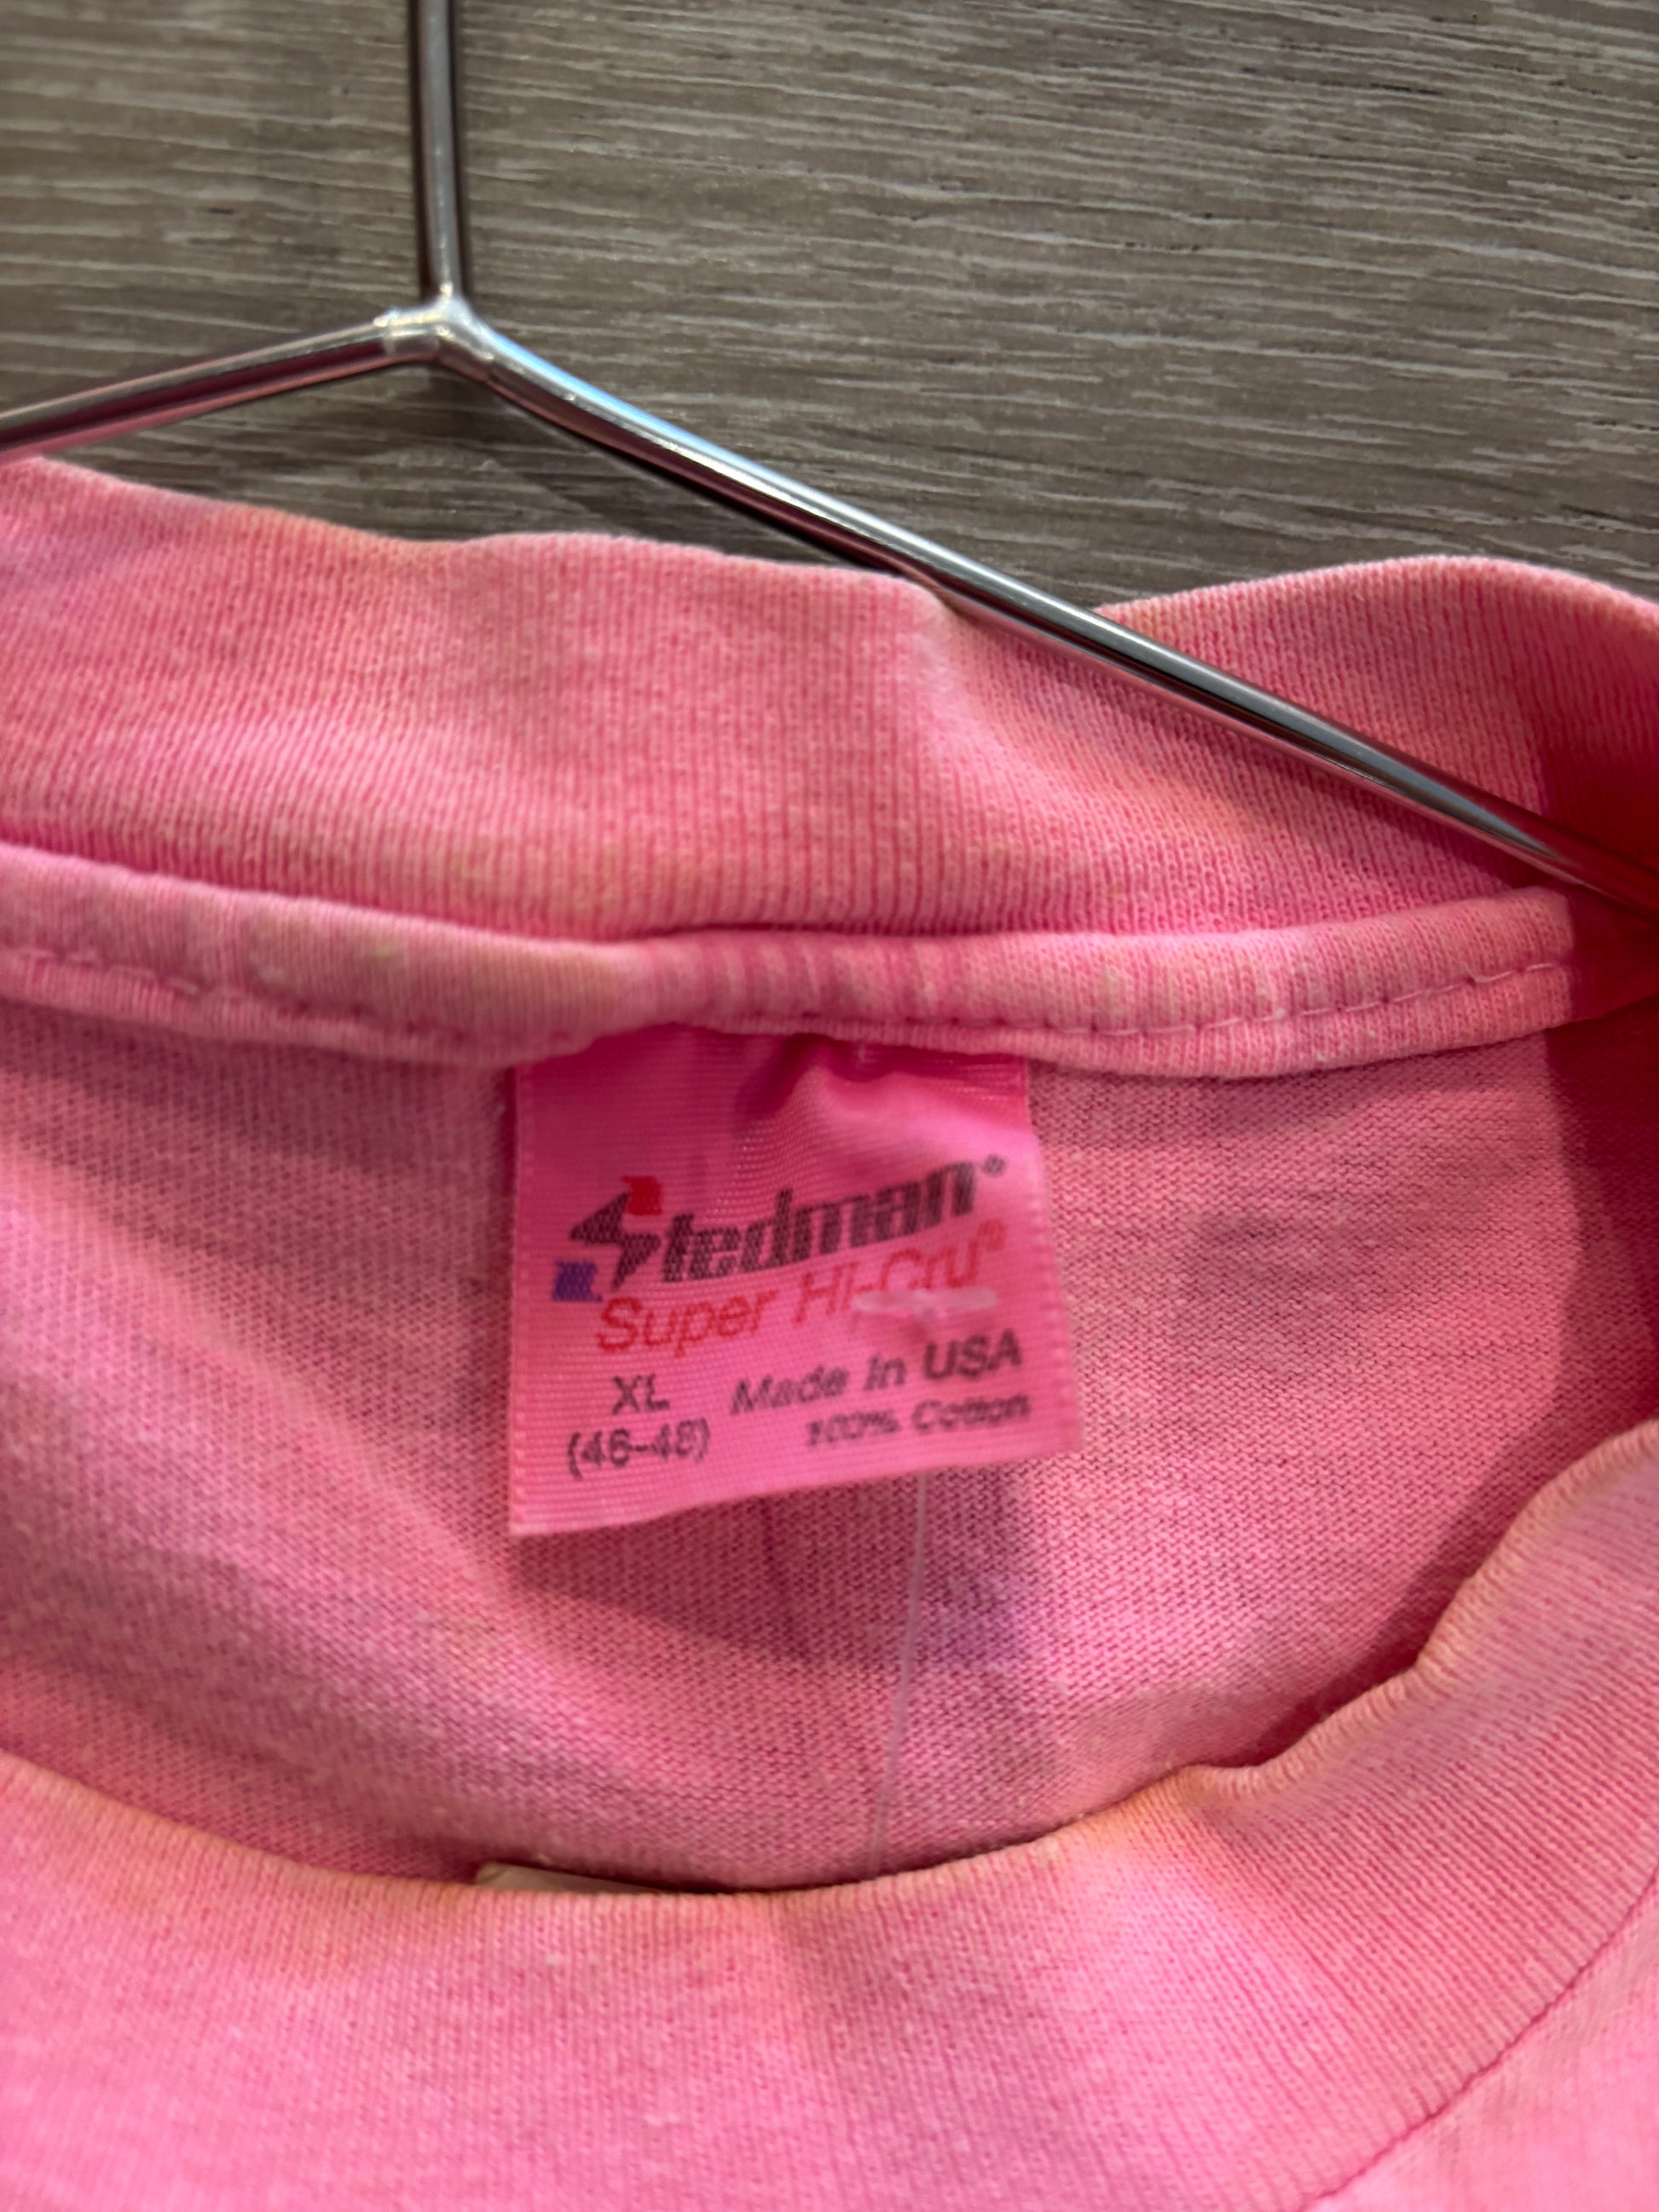 Stedman®
Super Hi-Cru®
XL Made In USA
(46-48) 100% Cotton